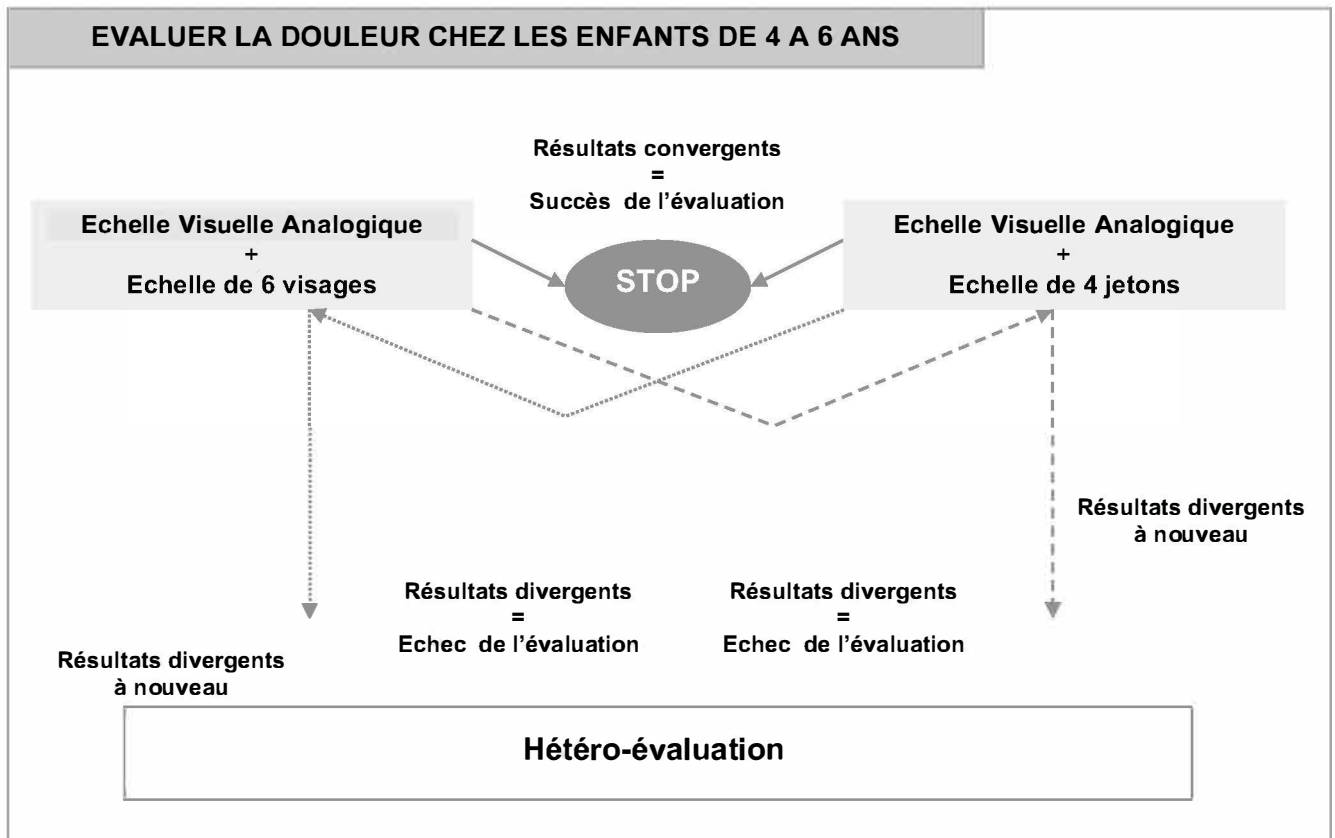 EVALUER LA DOULEUR CHEZ LES ENFANTS DE 4 A 6 ANS
Résultats convergents
=
Succès de l'évaluation
Echelle Visuelle Analogique
+
Echelle de 6 visages
STOP
Echelle Visuelle Analogique
+
Echelle de 4 jetons
Résultats divergents
à nouveau
Résultats divergents
=
Echec de l'évaluation
Résultats divergents
=
Echec de l'évaluation
Résultats divergents
à nouveau
Hétéro-évaluation